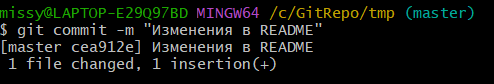 missy@LAPTOP-E29Q97BD MINGW64 /c/GitRepo/tmp (master)
$ git commit -m "Изменения в README"
[master cea912e] Изменения в README
1 file changed, 1 insertion(+)